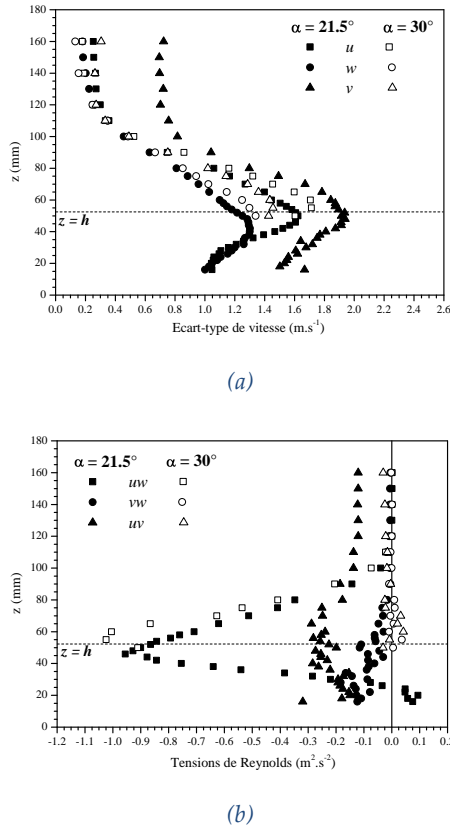 α = 21.5° α = 30°
u
w
v
z (mm)
180
160
140
120
100
80
60
40
20
0
z = h
0.0 0.2 0.4 0.6 0.8 1.0 1.2 1.4 1.6 1.8 2.0 2.2 2.4 2.6
Ecart-type de vitesse (m.s⁻¹)
(a)
α = 21.5° α = 30°
uw
vw
uv
z (mm)
180
160
140
120
100
80
60
40
20
0
z = h
-1.2 -1.1 -1.0 -0.9 -0.8 -0.7 -0.6 -0.5 -0.4 -0.3 -0.2 -0.1 0.0 0.1 0.2
Tensions de Reynolds (m².s⁻²)
(b)